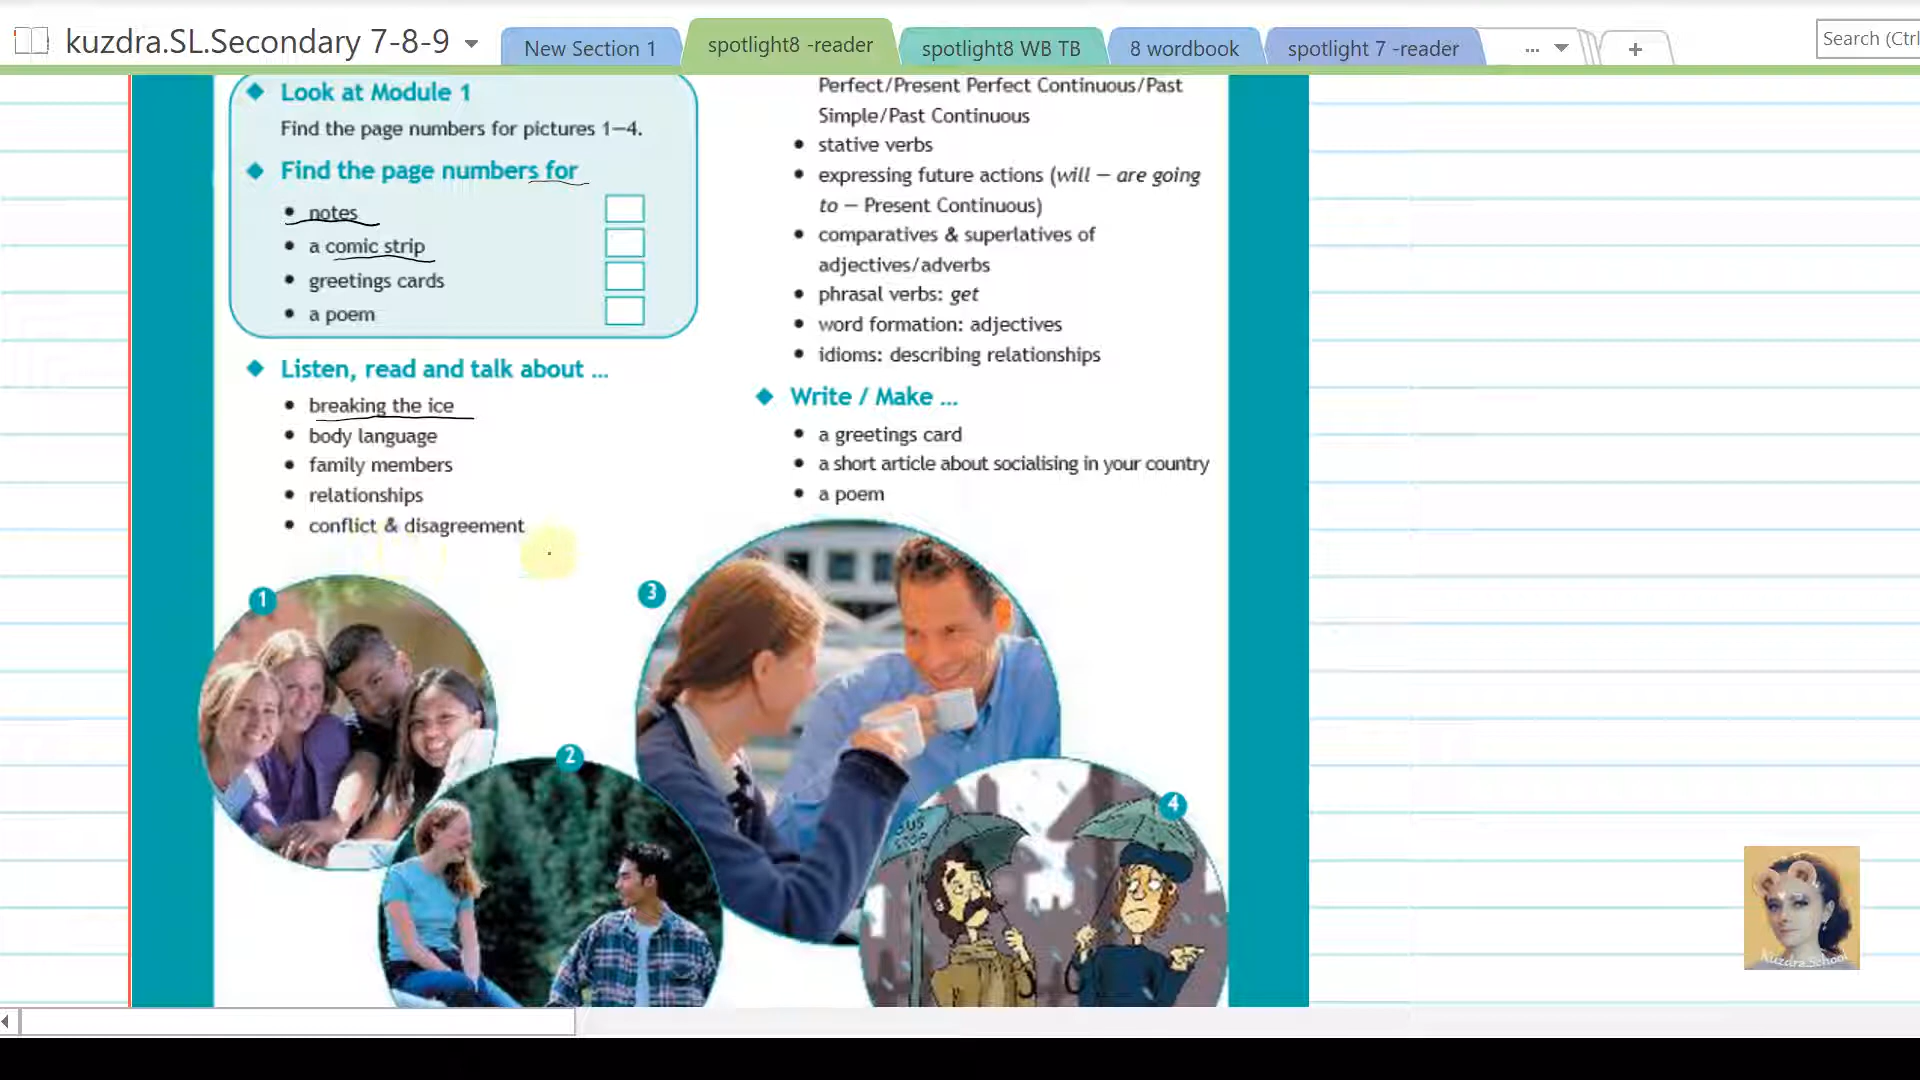 kuzdra.SL.Secondary 7-8-9
New Section 1
spotlight8 -reader
spotlight8 WB TB
8 wordbook
spotlight 7 -reader
...
+
Search (Ctrl
Look at Module 1
Find the page numbers for pictures 1–4.
Find the page numbers for
• notes
• a comic strip
• greetings cards
• a poem
Listen, read and talk about ...
• breaking the ice
• body language
• family members
• relationships
• conflict & disagreement
Perfect/Present Perfect Continuous/Past
Simple/Past Continuous
• stative verbs
• expressing future actions (will – are going
to – Present Continuous)
• comparatives & superlatives of
adjectives/adverbs
• phrasal verbs: get
• word formation: adjectives
• idioms: describing relationships
Write / Make ...
• a greetings card
• a short article about socialising in your country
• a poem
1
2
3
4
BUS
STOP
Kuzdra.School